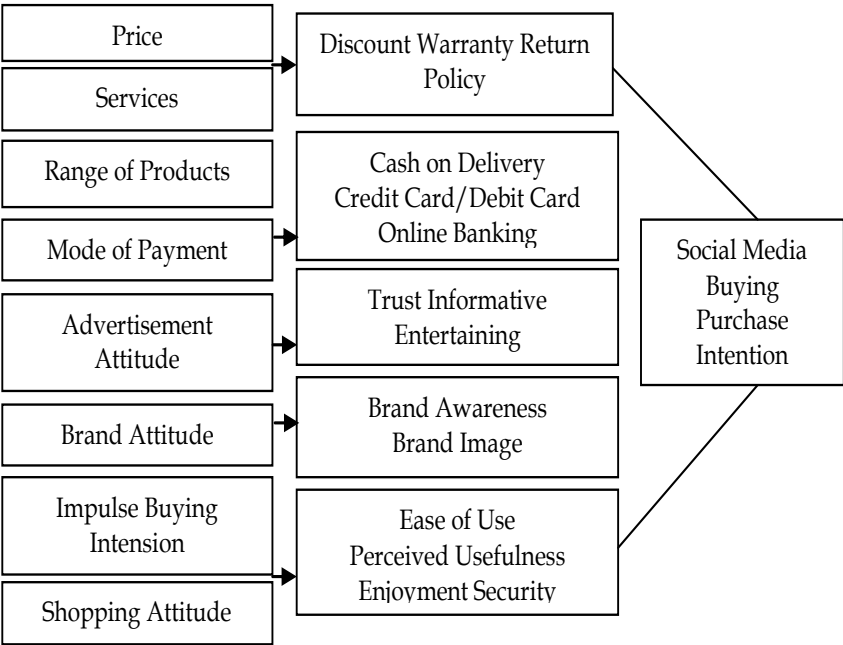 Price
Services
Range of Products
Mode of Payment
Advertisement
Attitude
Brand Attitude
Impulse Buying
Intension
Shopping Attitude
Discount Warranty Return
Policy
Cash on Delivery
Credit Card/Debit Card
Online Banking
Trust Informative
Entertaining
Brand Awareness
Brand Image
Ease of Use
Perceived Usefulness
Enjoyment Security
Social Media
Buying
Purchase
Intention